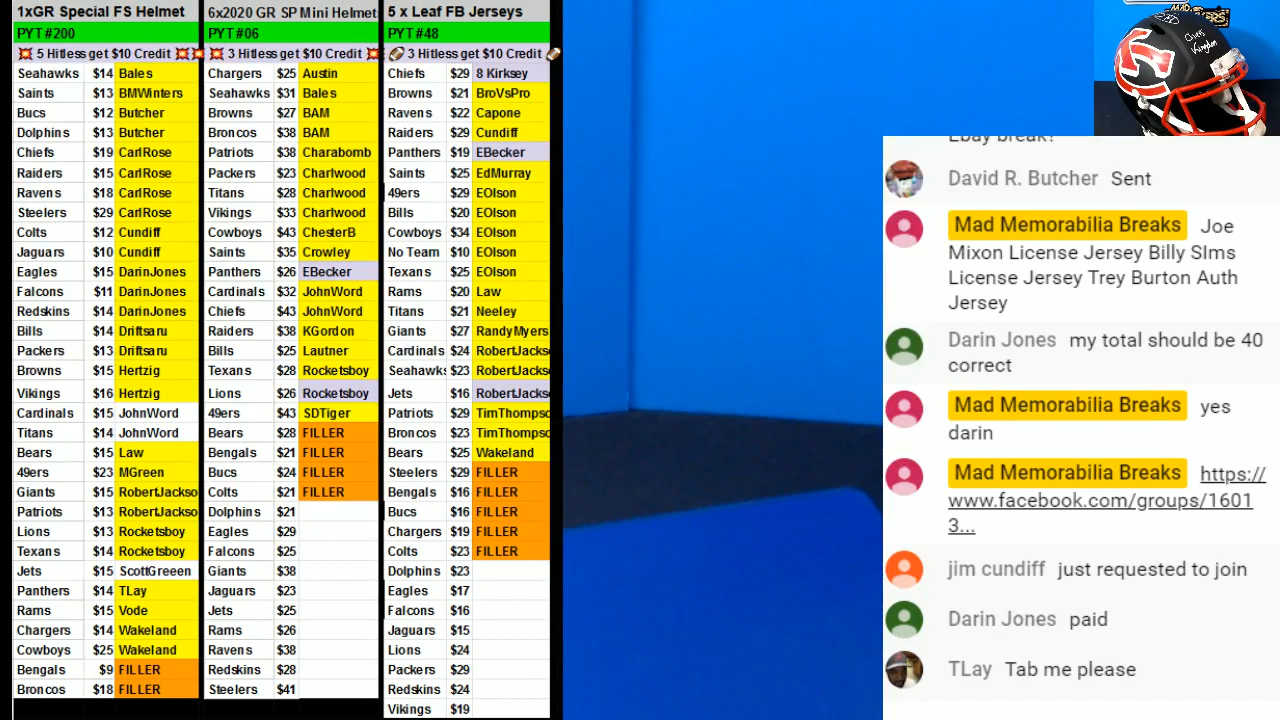 1xGR Special FS Helmet
PYT #200
5 Hitless get $10 Credit
Seahawks $14 Bales
Saints $13 BMWinters
Bucs $12 Butcher
Dolphins $13 Butcher
Chiefs $19 CarlRose
Raiders $15 CarlRose
Ravens $18 CarlRose
Steelers $29 CarlRose
Colts $12 Cundiff
Jaguars $10 Cundiff
Eagles $15 DarinJones
Falcons $11 DarinJones
Redskins $13 DarinJones
Bills $14 Driftsaru
Packers $13 Driftsaru
Browns $15 Hertzig
Vikings $16 Hertzig
Cardinals $15 JohnWord
Titans $14 JohnWord
Bears $15 Law
49ers $23 MGreen
Giants $15 RobertJackso
Patriots $13 RobertJackso
Lions $13 Rocketsboy
Texans $14 Rocketsboy
Jets $15 ScottGreeen
Panthers $14 TLay
Rams $15 Vode
Chargers $14 Wakeland
Cowboys $25 Wakeland
Bengals $9 FILLER
Broncos $18 FILLER
6x2020 GR SP Mini Helmet
PYT #06
3 Hitless get $10 Credit
Chargers $25 Austin
Seahawks $31 Bales
Browns $27 BAM
Broncos $38 BAM
Patriots $38 Charabomb
Packers $23 Charlwood
Titans $28 Charlwood
Vikings $33 Charlwood
Cowboys $43 ChesterB
Saints $35 Crowley
Panthers $26 EBecker
Cardinals $32 JohnWord
Chiefs $43 JohnWord
Raiders $38 KGordon
Bills $25 Lautner
Texans $28 Rocketsboy
Lions $26 Rocketsboy
49ers $43 SDTiger
Bears $28 FILLER
Bengals $21 FILLER
Bucs $24 FILLER
Colts $21 FILLER
Dolphins $21
Eagles $29
Falcons $25
Giants $38
Jaguars $23
Jets $25
Rams $26
Ravens $38
Redskins $28
Steelers $41
5 x Leaf FB Jerseys
PYT #48
3 Hitless get $10 Credit
Chiefs $29 8 Kirksey
Browns $21 BroVsPro
Ravens $22 Capone
Raiders $29 Cundiff
Panthers $19 EBecker
Saints $25 EdMurray
49ers $29 EOlson
Bills $20 EOlson
Cowboys $34 EOlson
No Team $10 EOlson
Texans $25 EOlson
Rams $20 Law
Titans $21 Neeley
Giants $27 RandyMyers
Cardinals $24 RobertJacks
Seahawks $23 RobertJacks
Jets $16 RobertJacks
Patriots $29 TimThompso
Broncos $23 TimThompso
Bears $25 Wakeland
Steelers $29 FILLER
Bengals $16 FILLER
Bucs $16 FILLER
Chargers $19 FILLER
Colts $23 FILLER
Dolphins $23
Eagles $17
Falcons $16
Jaguars $15
Lions $24
Packers $29
Redskins $24
Vikings $19
Chiefs
Kingdom
Ebay break?
David R. Butcher Sent
Mad Memorabilia Breaks Joe
Mixon License Jersey Billy SIms
License Jersey Trey Burton Auth
Jersey
Darin Jones my total should be 40
correct
Mad Memorabilia Breaks yes
darin
Mad Memorabilia Breaks https://
www.facebook.com/groups/1601
3...
jim cundiff just requested to join
Darin Jones paid
TLay Tab me please